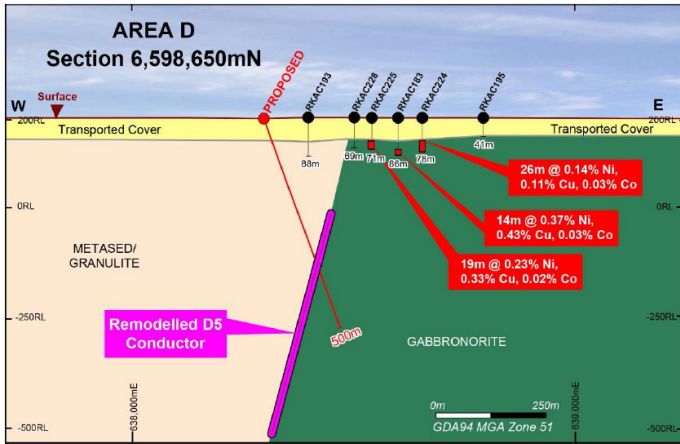 AREA D
Section 6,598,650mN
W
E
Surface
PROPOSED
RKAC193
RKAC228
RKAC225
RKAC183
RKAC224
RKAC195
200RL
200RL
Transported Cover
Transported Cover
88m
69m
71m
66m
78m
41m
26m @ 0.14% Ni,
0.11% Cu, 0.03% Co
14m @ 0.37% Ni,
0.43% Cu, 0.03% Co
19m @ 0.23% Ni,
0.33% Cu, 0.02% Co
0RL
0RL
METASED/
GRANULITE
-250RL
-250RL
Remodelled D5
Conductor
500m
GABBRONORITE
0m
250m
GDA94 MGA Zone 51
638,000mE
639,000mE
-500RL
-500RL